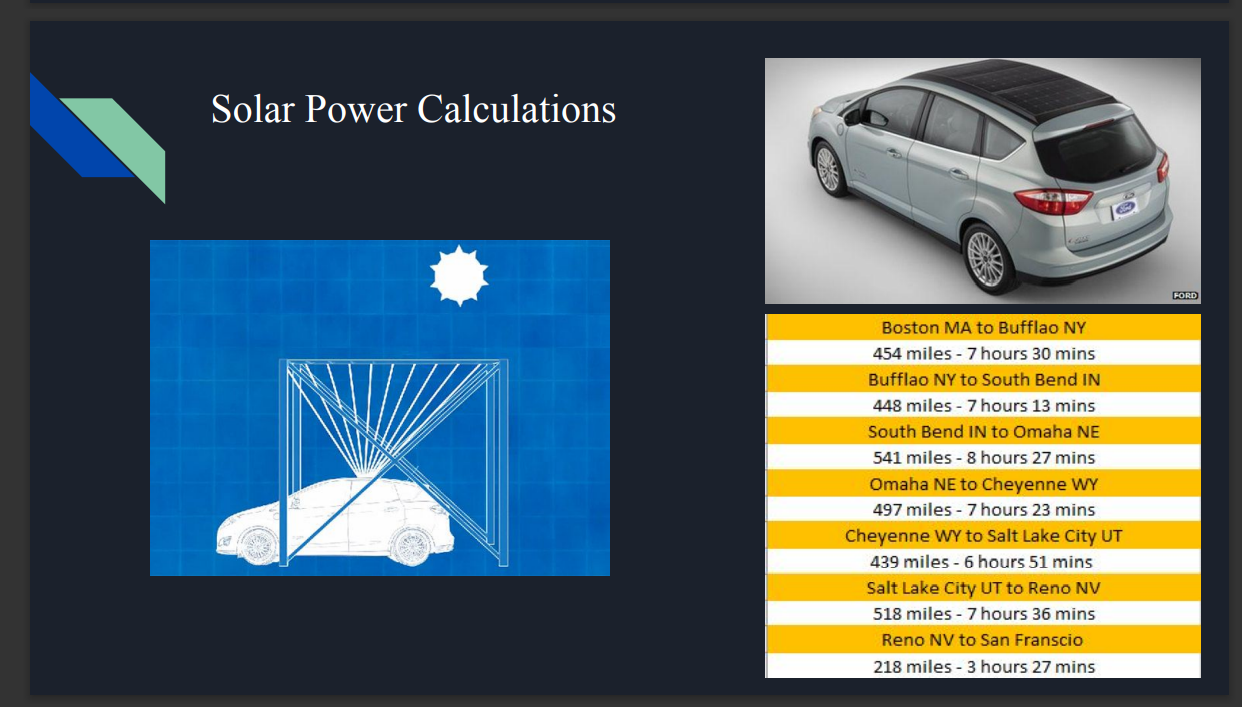 Solar Power Calculations
Ford
FORD
Boston MA to Bufflao NY
454 miles - 7 hours 30 mins
Bufflao NY to South Bend IN
448 miles - 7 hours 13 mins
South Bend IN to Omaha NE
541 miles - 8 hours 27 mins
Omaha NE to Cheyenne WY
497 miles - 7 hours 23 mins
Cheyenne WY to Salt Lake City UT
439 miles - 6 hours 51 mins
Salt Lake City UT to Reno NV
518 miles - 7 hours 36 mins
Reno NV to San Franscio
218 miles - 3 hours 27 mins